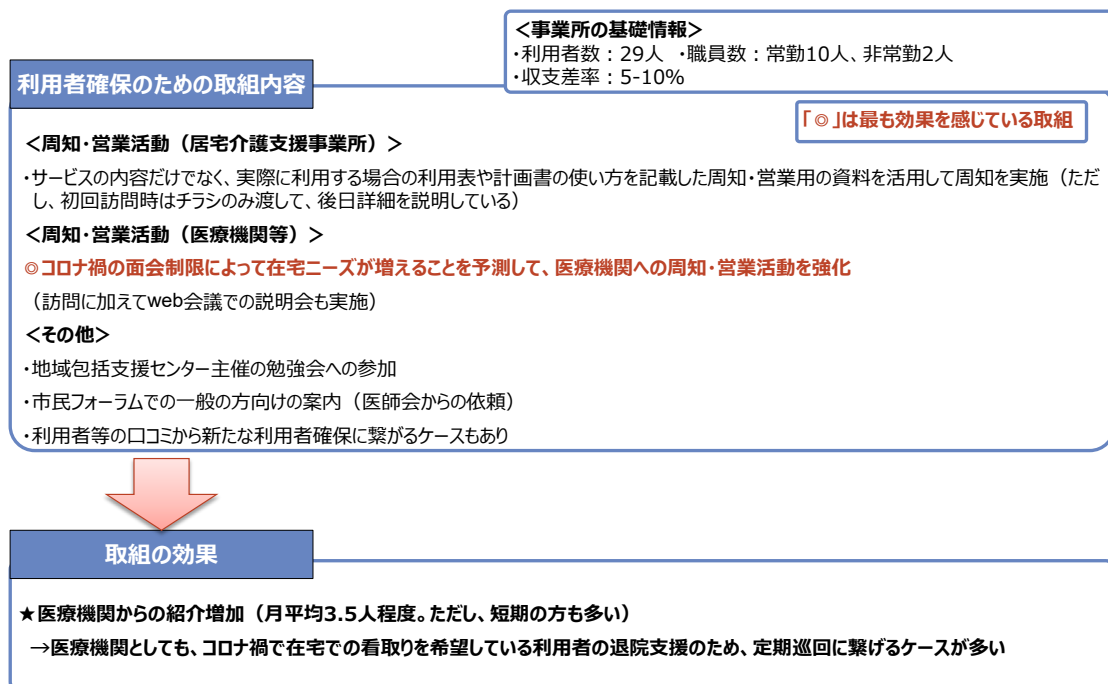 <事業所の基礎情報>
・利用者数：29人 ・職員数：常勤10人、非常勤2人
・収支差率：5-10%
利用者確保のための取組内容
「◎」は最も効果を感じている取組
<周知・営業活動（居宅介護支援事業所）>
・サービスの内容だけでなく、実際に利用する場合の利用表や計画書の使い方を記載した周知・営業用の資料を活用して周知を実施（ただ
し、初回訪問時はチラシのみ渡して、後日詳細を説明している）
<周知・営業活動（医療機関等）>
◎コロナ禍の面会制限によって在宅ニーズが増えることを予測して、医療機関への周知・営業活動を強化
（訪問に加えてweb会議での説明会も実施）
<その他>
・地域包括支援センター主催の勉強会への参加
・市民フォーラムでの一般の方向けの案内（医師会からの依頼）
・利用者等の口コミから新たな利用者確保に繋がるケースもあり
取組の効果
★医療機関からの紹介増加（月平均3.5人程度。ただし、短期の方も多い）
→医療機関としても、コロナ禍で在宅での看取りを希望している利用者の退院支援のため、定期巡回に繋げるケースが多い